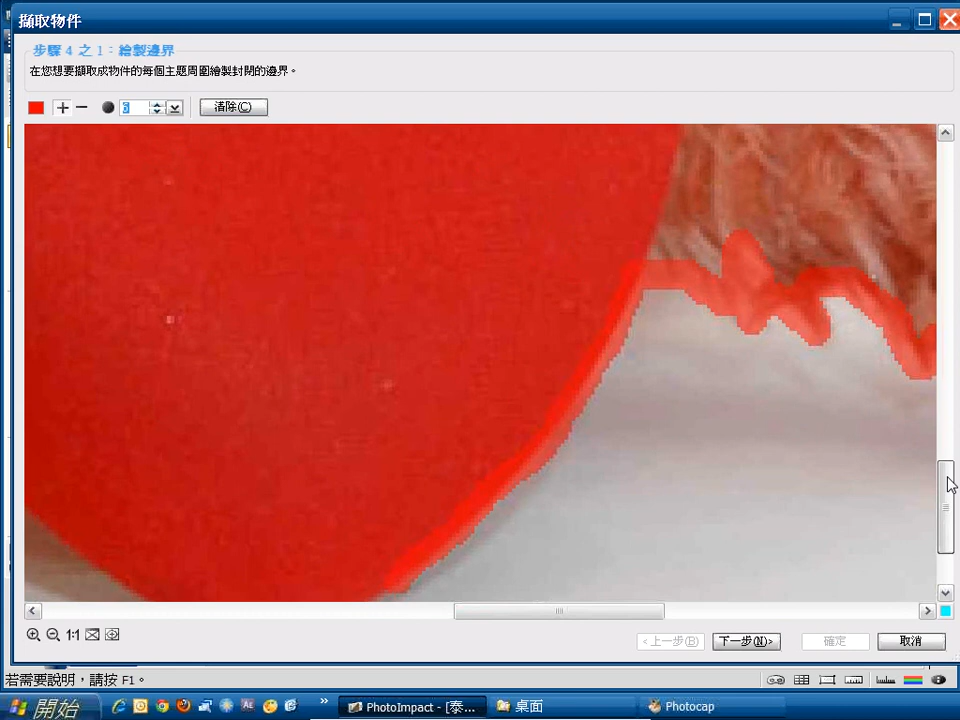 擷取物件
步驟 4 之 1：繪製邊界
在您想要擷取成物件的每個主題周圍繪製封閉的邊界。
清除(C)
1:1
<上一步(B) 下一步(N)> 確定 取消
若需要說明，請按 F1。
開始 PhotoImpact - [泰... 桌面 Photocap